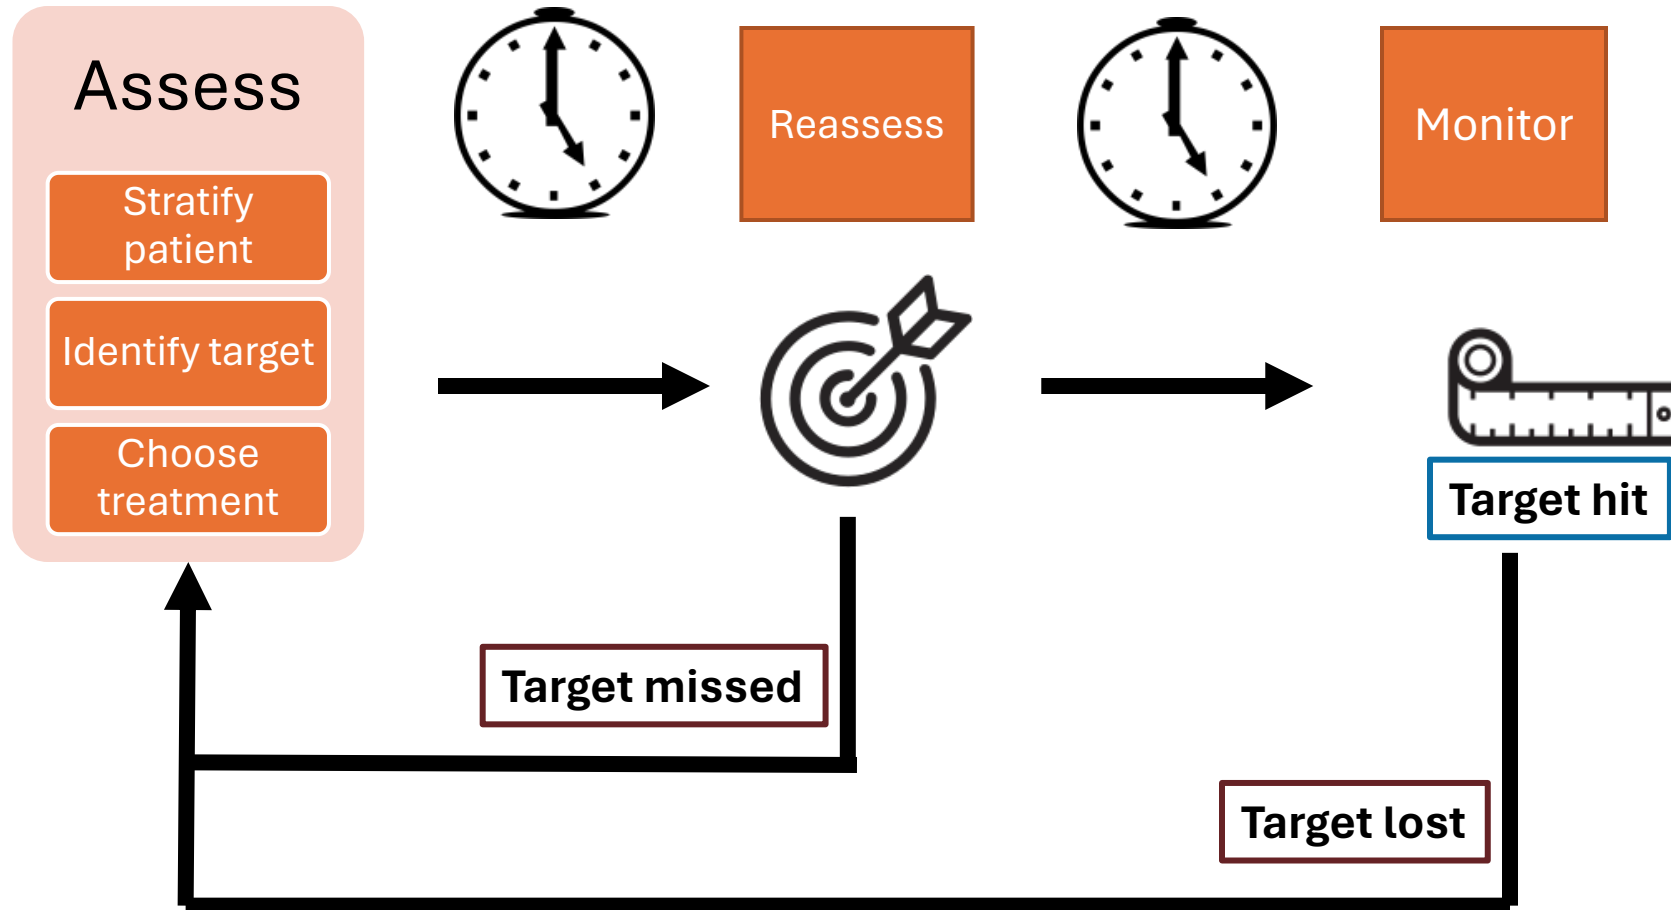 Assess
Stratify
patient
Identify target
Choose
treatment
Reassess
Monitor
Target hit
Target missed
Target lost